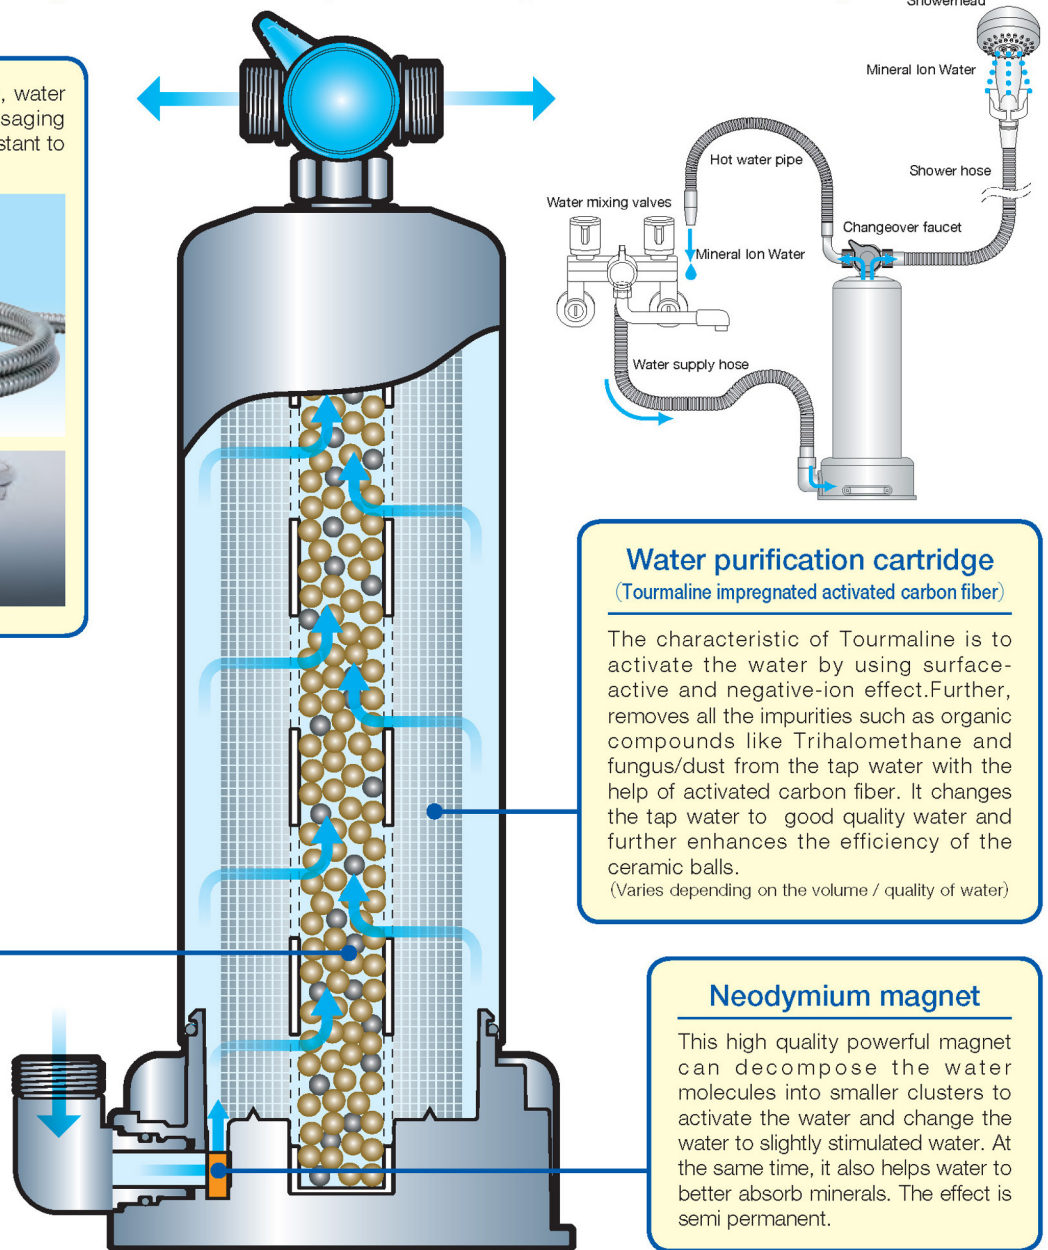 Showerhead
, water
saging
stant to
Mineral Ion Water
Hot water pipe
Shower hose
Water mixing valves
Changeover faucet
Mineral Ion Water
Water supply hose
Water purification cartridge
(Tourmaline impregnated activated carbon fiber)
The characteristic of Tourmaline is to
activate the water by using surface-
active and negative-ion effect.Further,
removes all the impurities such as organic
compounds like Trihalomethane and
fungus/dust from the tap water with the
help of activated carbon fiber. It changes
the tap water to good quality water and
further enhances the efficiency of the
ceramic balls.
(Varies depending on the volume / quality of water)
Neodymium magnet
This high quality powerful magnet
can decompose the water
molecules into smaller clusters to
activate the water and change the
water to slightly stimulated water. At
the same time, it also helps water to
better absorb minerals. The effect is
semi permanent.